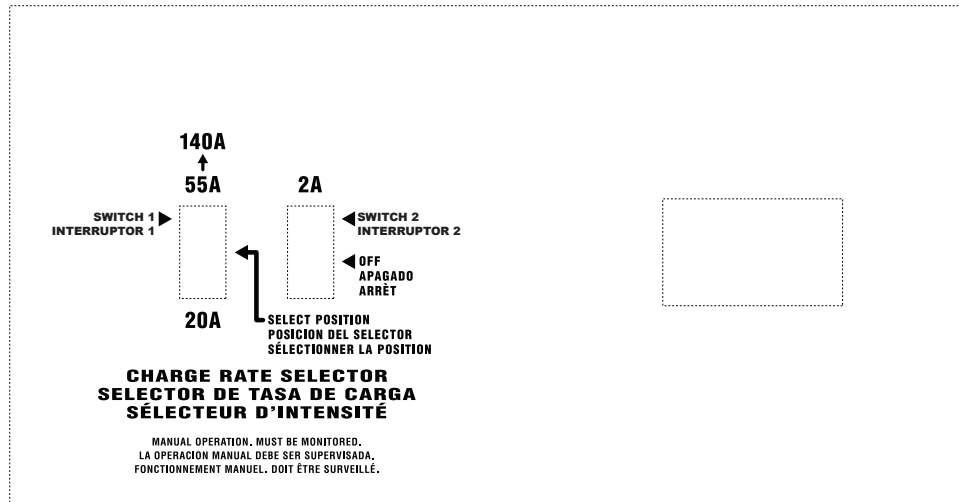 140A
55A
2A
SWITCH 1
INTERRUPTOR 1
SWITCH 2
INTERRUPTOR 2
OFF
APAGADO
ARRÈT
20A
SELECT POSITION
POSICION DEL SELECTOR
SÉLECTIONNER LA POSITION
CHARGE RATE SELECTOR
SELECTOR DE TASA DE CARGA
SÉLECTEUR D'INTENSITÉ
MANUAL OPERATION. MUST BE MONITORED.
LA OPERACION MANUAL DEBE SER SUPERVISADA.
FONCTIONNEMENT MANUEL. DOIT ÊTRE SURVEILLÉ.